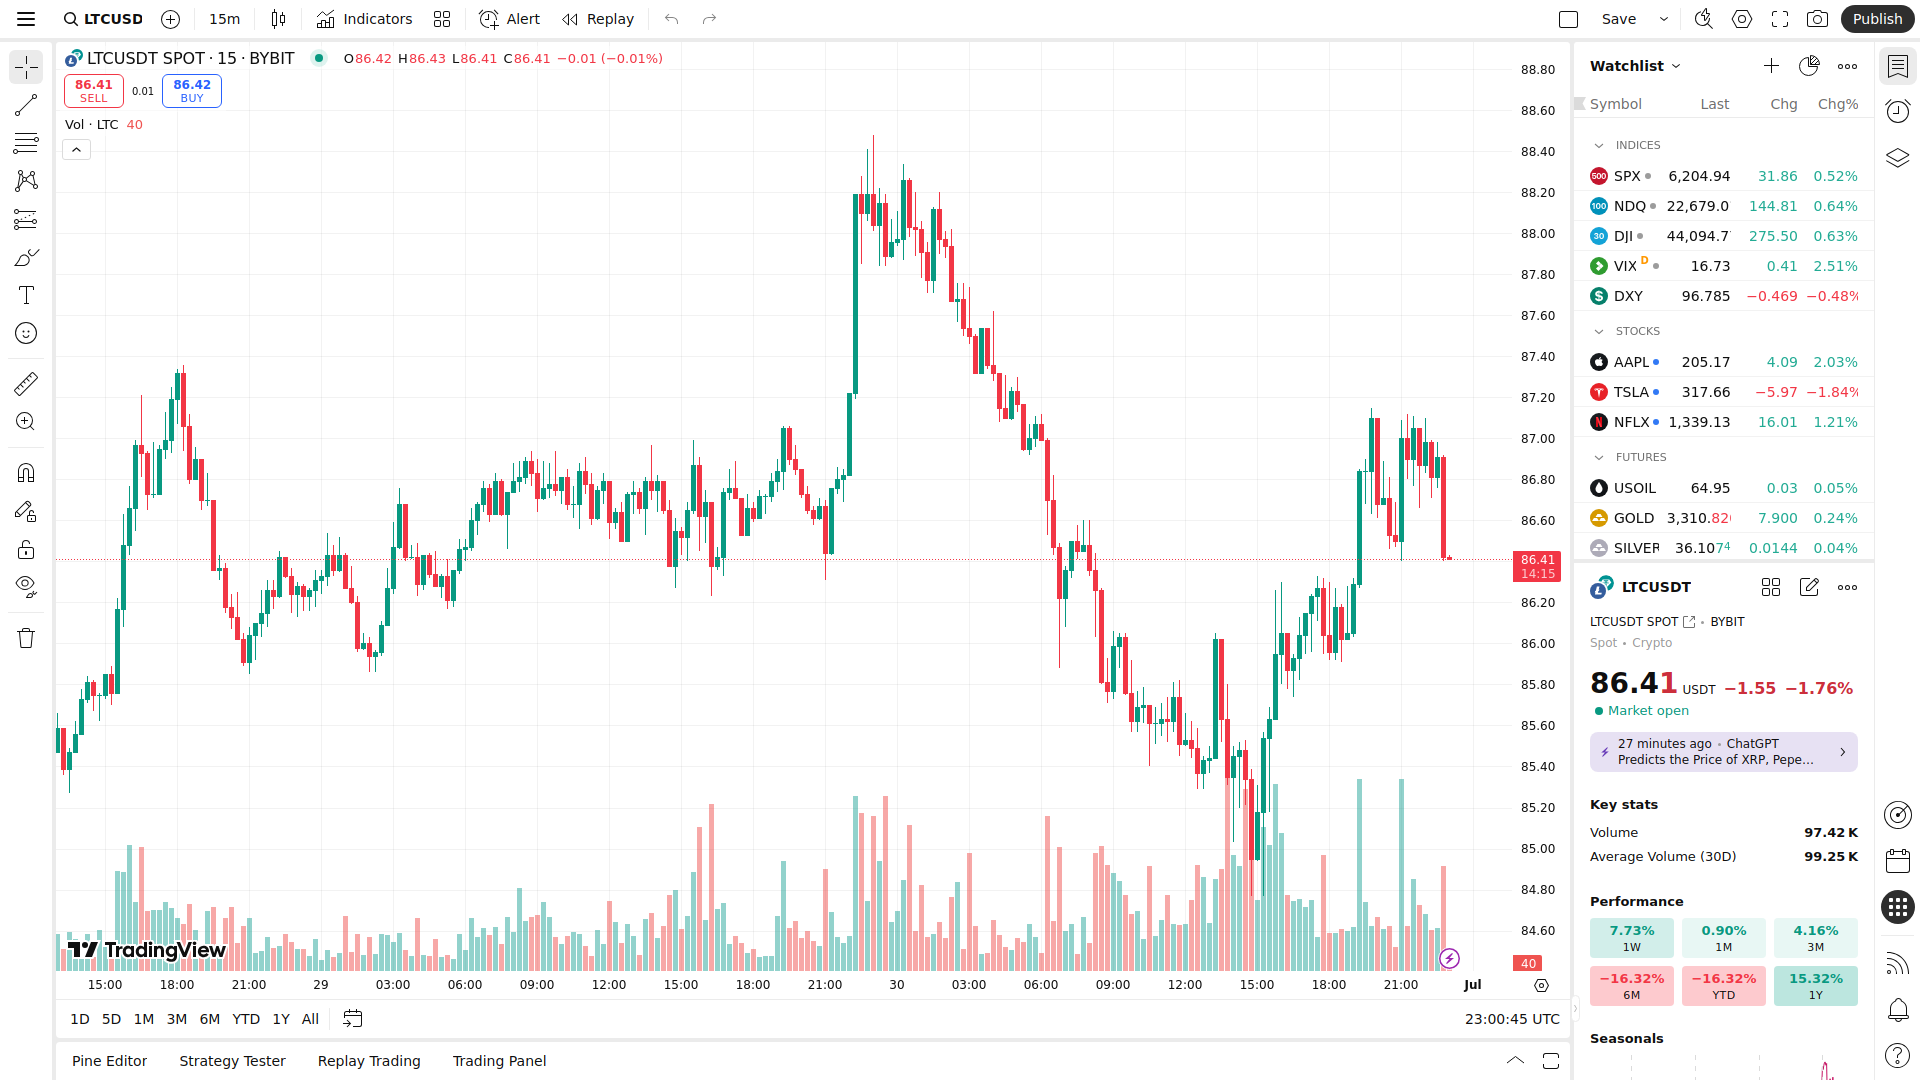 LTCUSD
15m
Indicators
Alert
Replay
Save
Publish
LTCUSDT SPOT · 15 · BYBIT
O86.42 H86.43 L86.41 C86.41 −0.01 (−0.01%)
86.41
SELL
0.01
86.42
BUY
Vol · LTC 40
88.80
88.60
88.40
88.20
88.00
87.80
87.60
87.40
87.20
87.00
86.80
86.60
86.41
14:15
86.20
86.00
85.80
85.60
85.40
85.20
85.00
84.80
84.60
40
TradingView
15:00 18:00 21:00 29 03:00 06:00 09:00 12:00 15:00 18:00 21:00 30 03:00 06:00 09:00 12:00 15:00 18:00 21:00 Jul
1D 5D 1M 3M 6M YTD 1Y All
23:00:45 UTC
Pine Editor Strategy Tester Replay Trading Trading Panel
Watchlist
Symbol Last Chg Chg%
INDICES
500 SPX 6,204.94 31.86 0.52%
100 NDQ 22,679.0 144.81 0.64%
30 DJI 44,094.7 275.50 0.63%
VIX D 16.73 0.41 2.51%
$ DXY 96.785 −0.469 −0.48%
STOCKS
AAPL 205.17 4.09 2.03%
TSLA 317.66 −5.97 −1.84%
NFLX 1,339.13 16.01 1.21%
FUTURES
USOIL 64.95 0.03 0.05%
GOLD 3,310.82 7.900 0.24%
SILVER 36.1074 0.0144 0.04%
LTCUSDT
LTCUSDT SPOT • BYBIT
Spot • Crypto
86.41 USDT −1.55 −1.76%
Market open
27 minutes ago • ChatGPT
Predicts the Price of XRP, Pepe…
Key stats
Volume 97.42 K
Average Volume (30D) 99.25 K
Performance
7.73% 0.90% 4.16%
1W 1M 3M
−16.32% −16.32% 15.32%
6M YTD 1Y
Seasonals